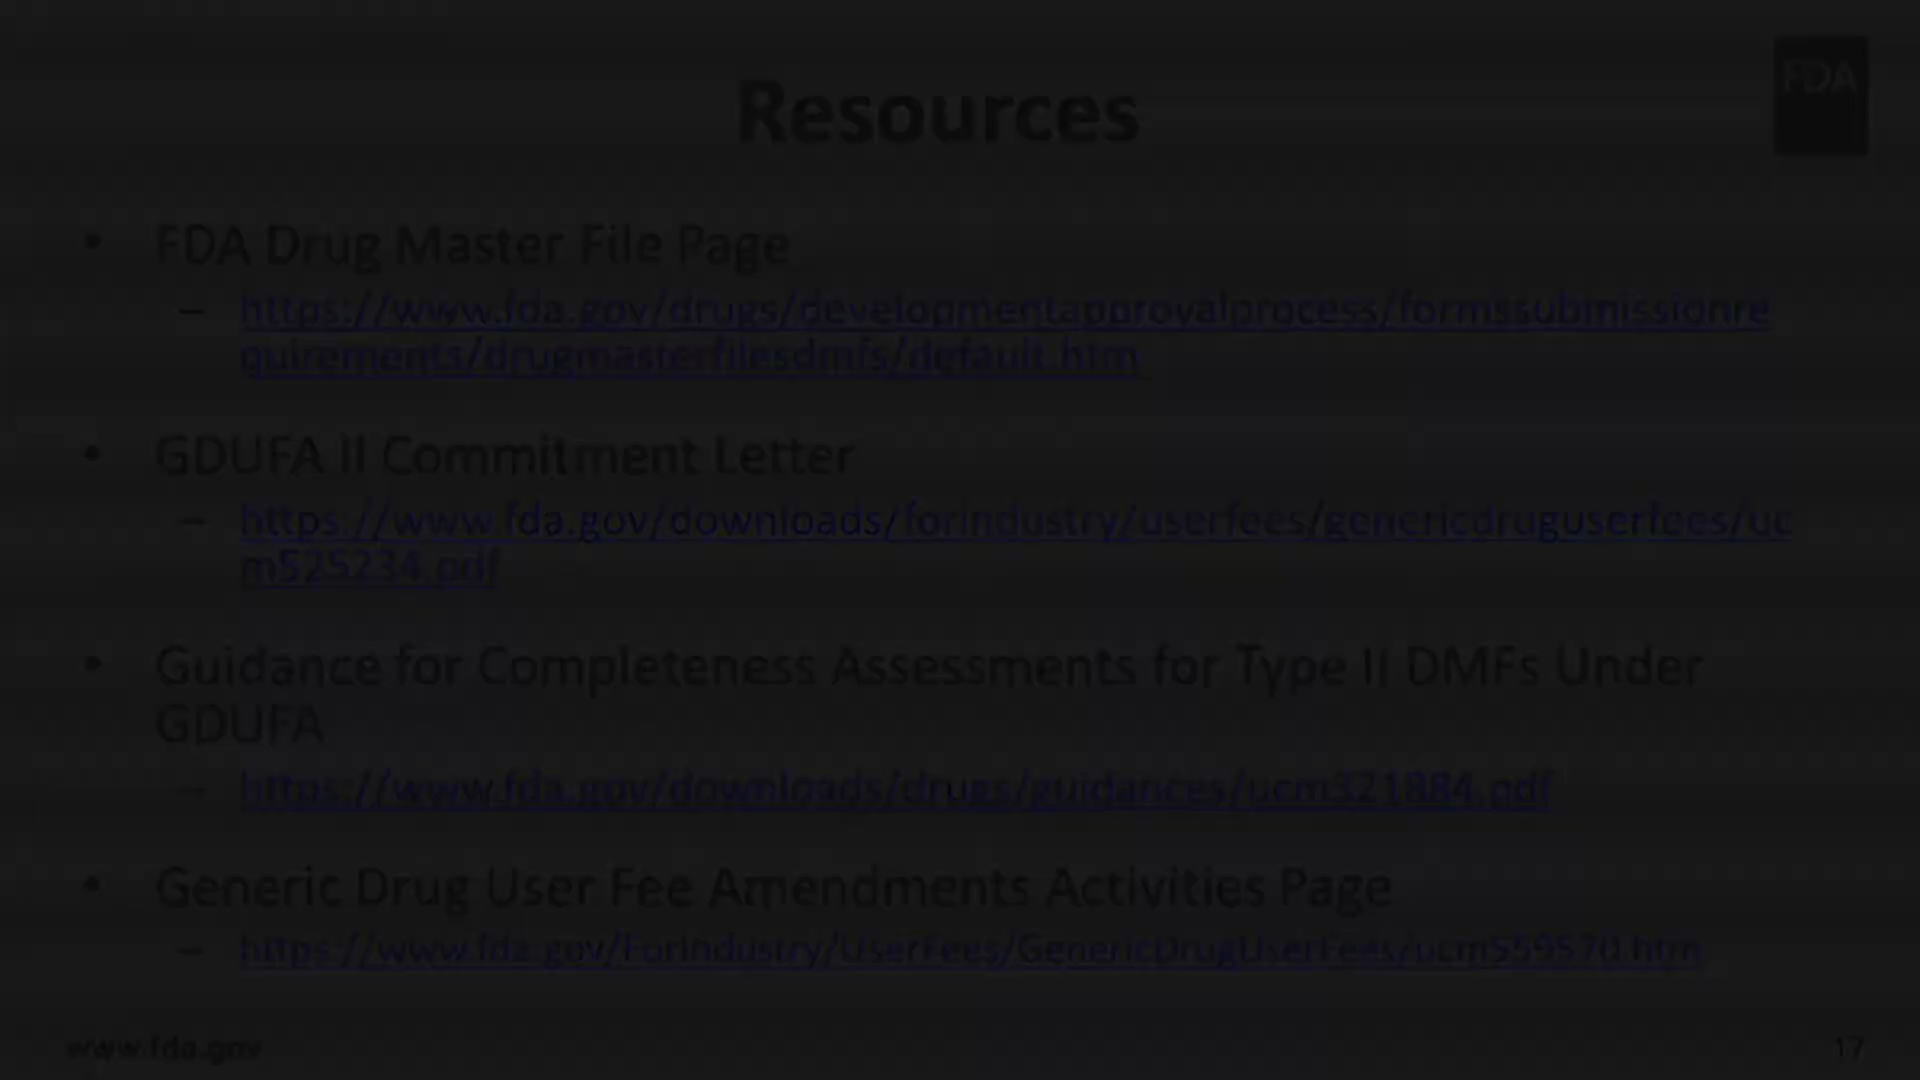 FDA
Resources
• FDA Drug Master File Page
– https://www.fda.gov/drugs/developmentapprovalprocess/formssubmissionre
quirements/drugmasterfilesdmfs/default.htm
• GDUFA II Commitment Letter
– https://www.fda.gov/downloads/forindustry/userfees/genericdruguserfees/uc
m525234.pdf
• Guidance for Completeness Assessments for Type II DMFs Under
GDUFA
– https://www.fda.gov/downloads/drugs/guidances/ucm321884.pdf
• Generic Drug User Fee Amendments Activities Page
– https://www.fda.gov/ForIndustry/UserFees/GenericDrugUserFees/ucm559570.htm
www.fda.gov
17